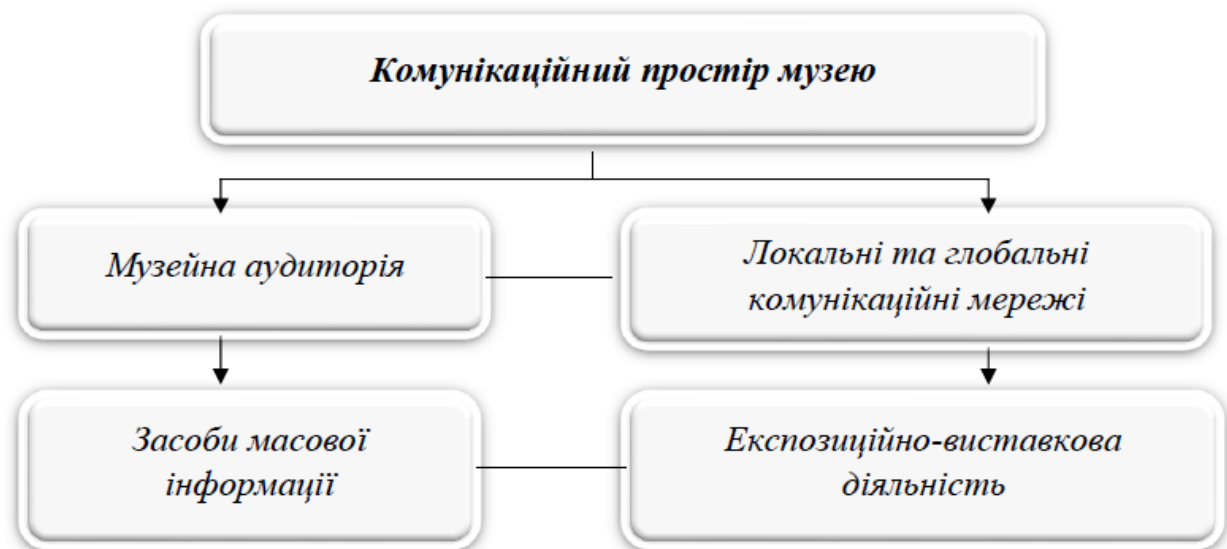 Комунікаційний простір музею
Музейна аудиторія
Локальні та глобальні
комунікаційні мережі
Засоби масової
інформації
Експозиційно-виставкова
діяльність